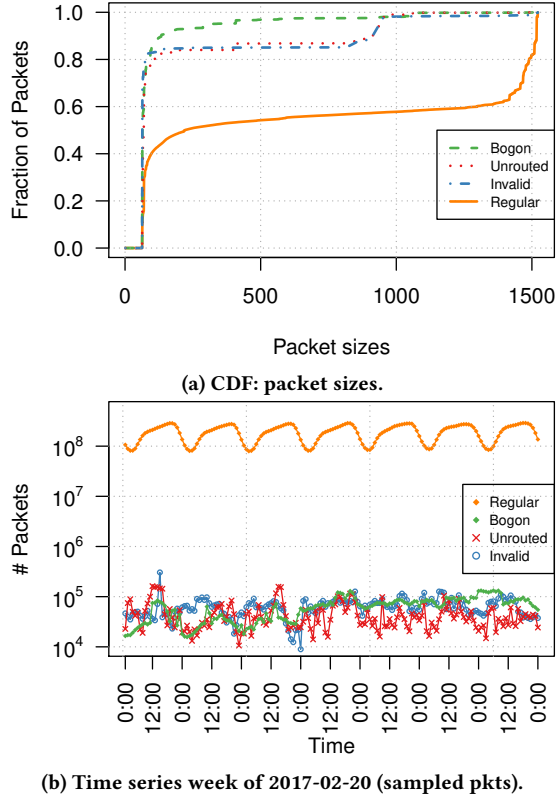 Fraction of Packets
1.0
0.8
0.6
0.4
0.2
0.0
Bogon
Unrouted
Invalid
Regular
0 500 1000 1500
Packet sizes
(a) CDF: packet sizes.
# Packets
10^8
10^7
10^6
10^5
10^4
Regular
Bogon
Unrouted
Invalid
0:00 12:00 0:00 12:00 0:00 12:00 0:00 12:00 0:00 12:00 0:00 12:00 0:00 12:00 0:00
Time
(b) Time series week of 2017-02-20 (sampled pkts).